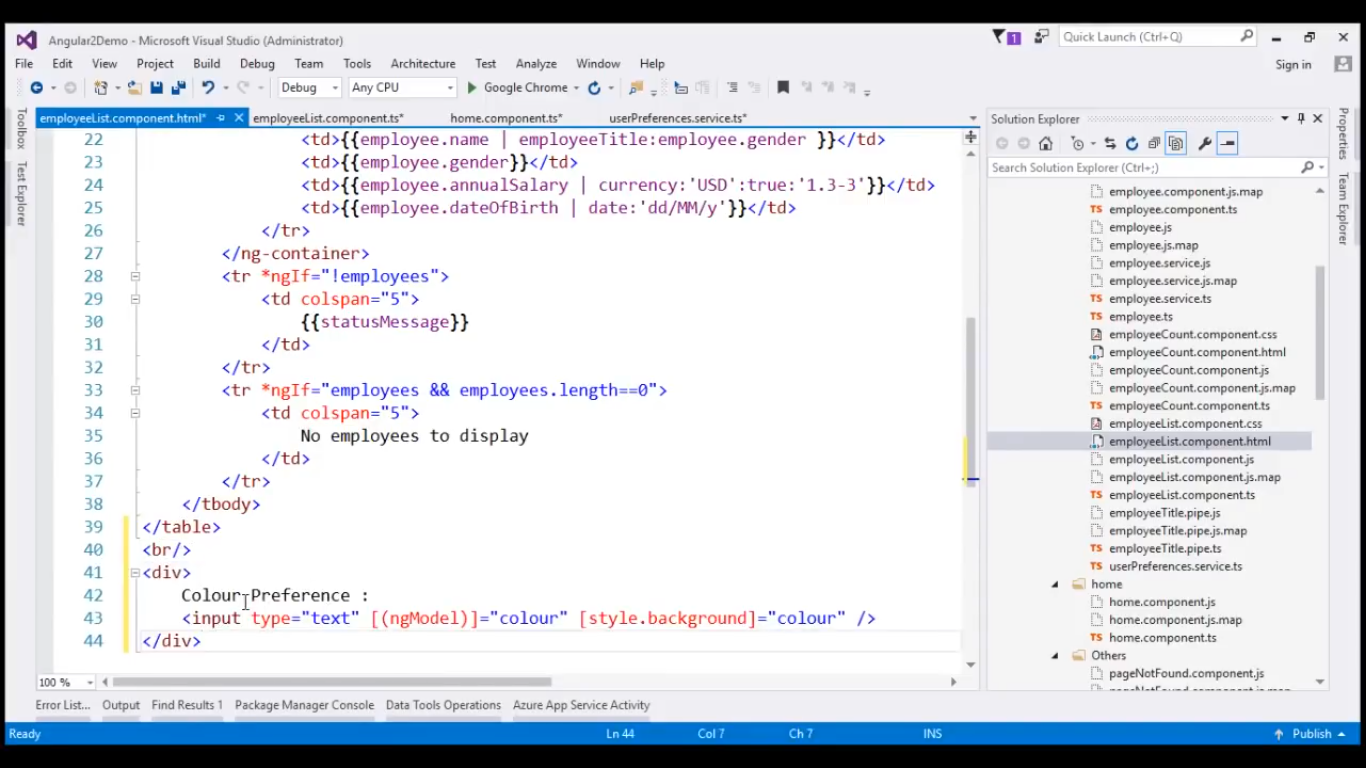 Angular2Demo - Microsoft Visual Studio (Administrator)
1
Quick Launch (Ctrl+Q)
File Edit View Project Build Debug Team Tools Architecture Test Analyze Window Help
Sign in
Debug Any CPU Google Chrome
employeeList.component.html* employeeList.component.ts* home.component.ts* userPreferences.service.ts*
Toolbox
Test Explorer
22 <td>{{employee.name | employeeTitle:employee.gender }}</td>
23 <td>{{employee.gender}}</td>
24 <td>{{employee.annualSalary | currency:'USD':true:'1.3-3'}}</td>
25 <td>{{employee.dateOfBirth | date:'dd/MM/y'}}</td>
26 </tr>
27 </ng-container>
28 <tr *ngIf="!employees">
29 <td colspan="5">
30 {{statusMessage}}
31 </td>
32 </tr>
33 <tr *ngIf="employees && employees.length==0">
34 <td colspan="5">
35 No employees to display
36 </td>
37 </tr>
38 </tbody>
39 </table>
40 <br/>
41 <div>
42 Colour Preference :
43 <input type="text" [(ngModel)]="colour" [style.background]="colour" />
44 </div>
100 %
Solution Explorer
Search Solution Explorer (Ctrl+;)
employee.component.js.map
TS employee.component.ts
employee.js
employee.js.map
employee.service.js
employee.service.js.map
TS employee.service.ts
TS employee.ts
employeeCount.component.css
employeeCount.component.html
employeeCount.component.js
employeeCount.component.js.map
TS employeeCount.component.ts
employeeList.component.css
employeeList.component.html
employeeList.component.js
employeeList.component.js.map
TS employeeList.component.ts
employeeTitle.pipe.js
employeeTitle.pipe.js.map
TS employeeTitle.pipe.ts
TS userPreferences.service.ts
home
home.component.js
home.component.js.map
TS home.component.ts
Others
pageNotFound.component.js
Properties
Team Explorer
Error List... Output Find Results 1 Package Manager Console Data Tools Operations Azure App Service Activity
Ready Ln 44 Col 7 Ch 7 INS Publish